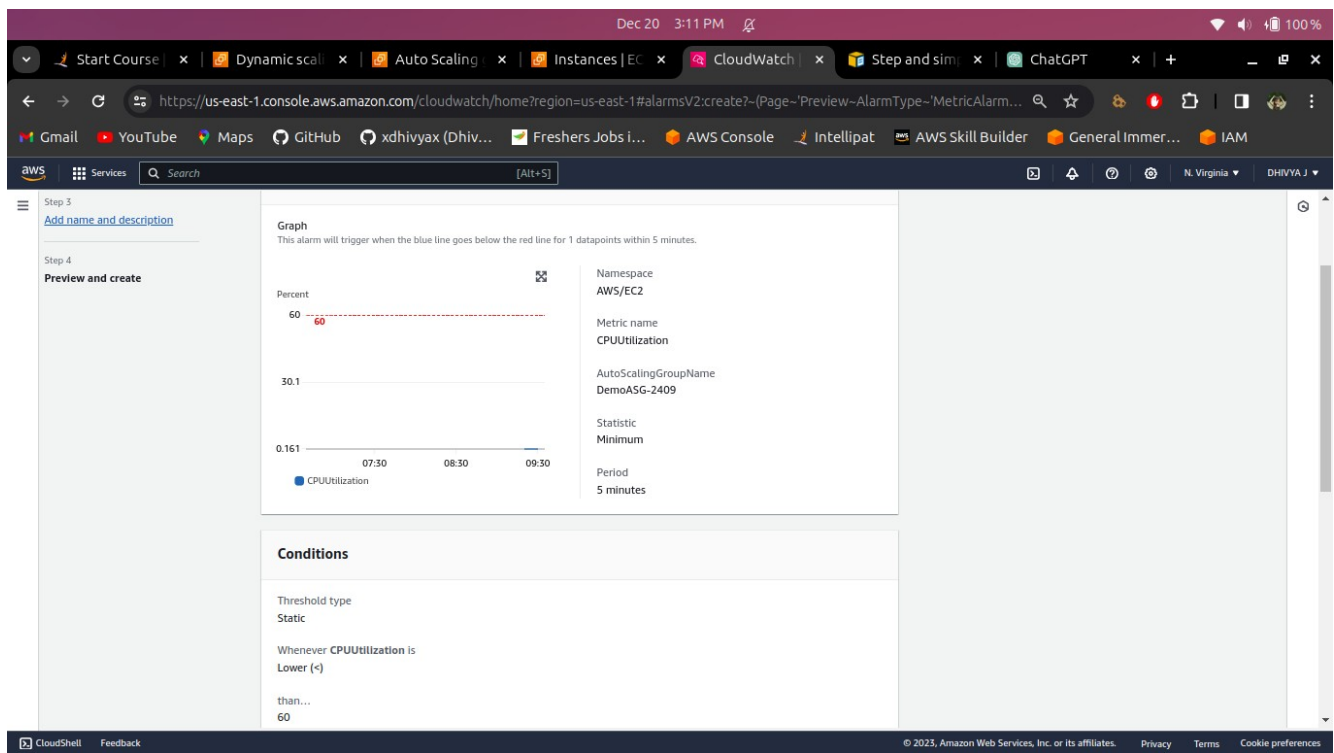 Dec 20 3:11 PM 100 %
Start Course | Dynamic scali Auto Scaling Instances | EC CloudWatch | Step and simp ChatGPT
https://us-east-1.console.aws.amazon.com/cloudwatch/home?region=us-east-1#alarmsV2:create?~(Page~'Preview~AlarmType~'MetricAlarm...
Gmail YouTube Maps GitHub xdhivyax (Dhiv... Freshers Jobs i... AWS Console Intellipat AWS Skill Builder General Immer... IAM
aws Services Search [Alt+S] N. Virginia DHIVYA J
Step 3
Add name and description
Step 4
Preview and create
Graph
This alarm will trigger when the blue line goes below the red line for 1 datapoints within 5 minutes.
Percent
60
60
30.1
0.161
07:30 08:30 09:30
CPUUtilization
Namespace
AWS/EC2
Metric name
CPUUtilization
AutoScalingGroupName
DemoASG-2409
Statistic
Minimum
Period
5 minutes
Conditions
Threshold type
Static
Whenever CPUUtilization is
Lower (<)
than...
60
CloudShell Feedback © 2023, Amazon Web Services, Inc. or its affiliates. Privacy Terms Cookie preferences